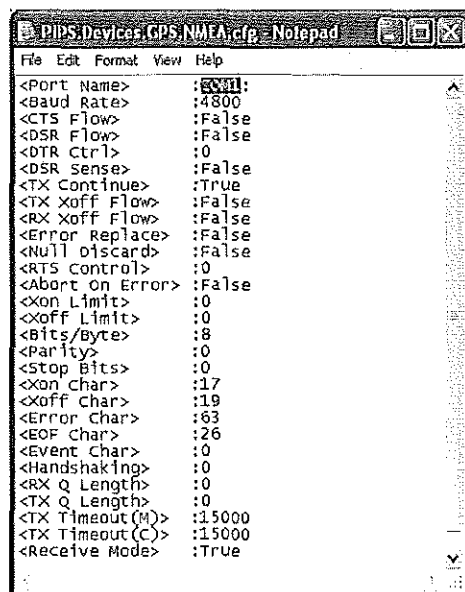 PIPS.Devices.GPS.NMEA.cfg - Notepad
File Edit Format View Help
<Port Name> :COM1:
<Baud Rate> :4800
<CTS Flow> :False
<DSR Flow> :False
<DTR Ctrl> :0
<DSR Sense> :False
<TX Continue> :True
<TX Xoff Flow> :False
<RX Xoff Flow> :False
<Error Replace> :False
<Null Discard> :False
<RTS Control> :0
<Abort On Error> :False
<Xon Limit> :0
<Xoff Limit> :0
<Bits/Byte> :8
<Parity> :0
<Stop Bits> :0
<Xon Char> :17
<Xoff Char> :19
<Error Char> :63
<EOF Char> :26
<Event Char> :0
<Handshaking> :0
<RX Q Length> :0
<TX Q Length> :0
<TX Timeout(M)> :15000
<TX Timeout(C)> :15000
<Receive Mode> :True